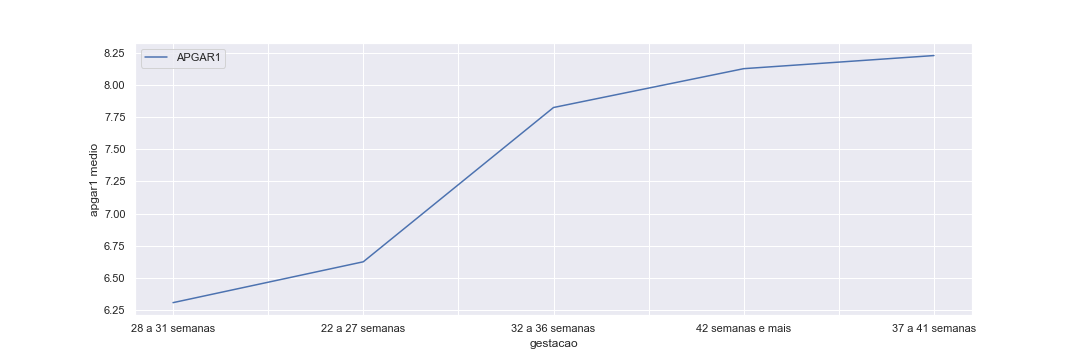 APGAR1
apgar1 medio
8.25
8.00
7.75
7.50
7.25
7.00
6.75
6.50
6.25
28 a 31 semanas
22 a 27 semanas
32 a 36 semanas
42 semanas e mais
37 a 41 semanas
gestacao